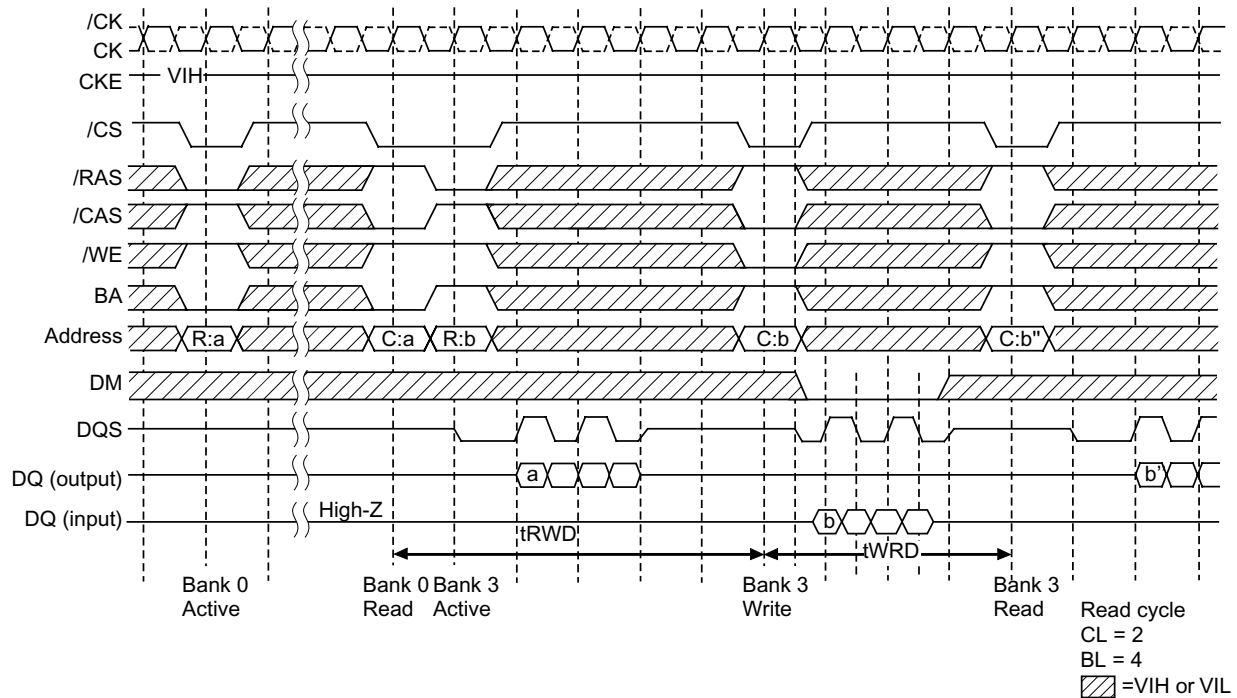 /CK
CK
CKE
VIH
/CS
/RAS
/CAS
/WE
BA
Address
R:a
C:a
R:b
C:b
C:b"
DM
DQS
DQ (output)
a
b"
DQ (input)
High-Z
b
tRWD
tWRD
Bank 0
Active
Bank 0
Read
Bank 3
Active
Bank 3
Write
Bank 3
Read
Read cycle
CL = 2
BL = 4
=VIH or VIL